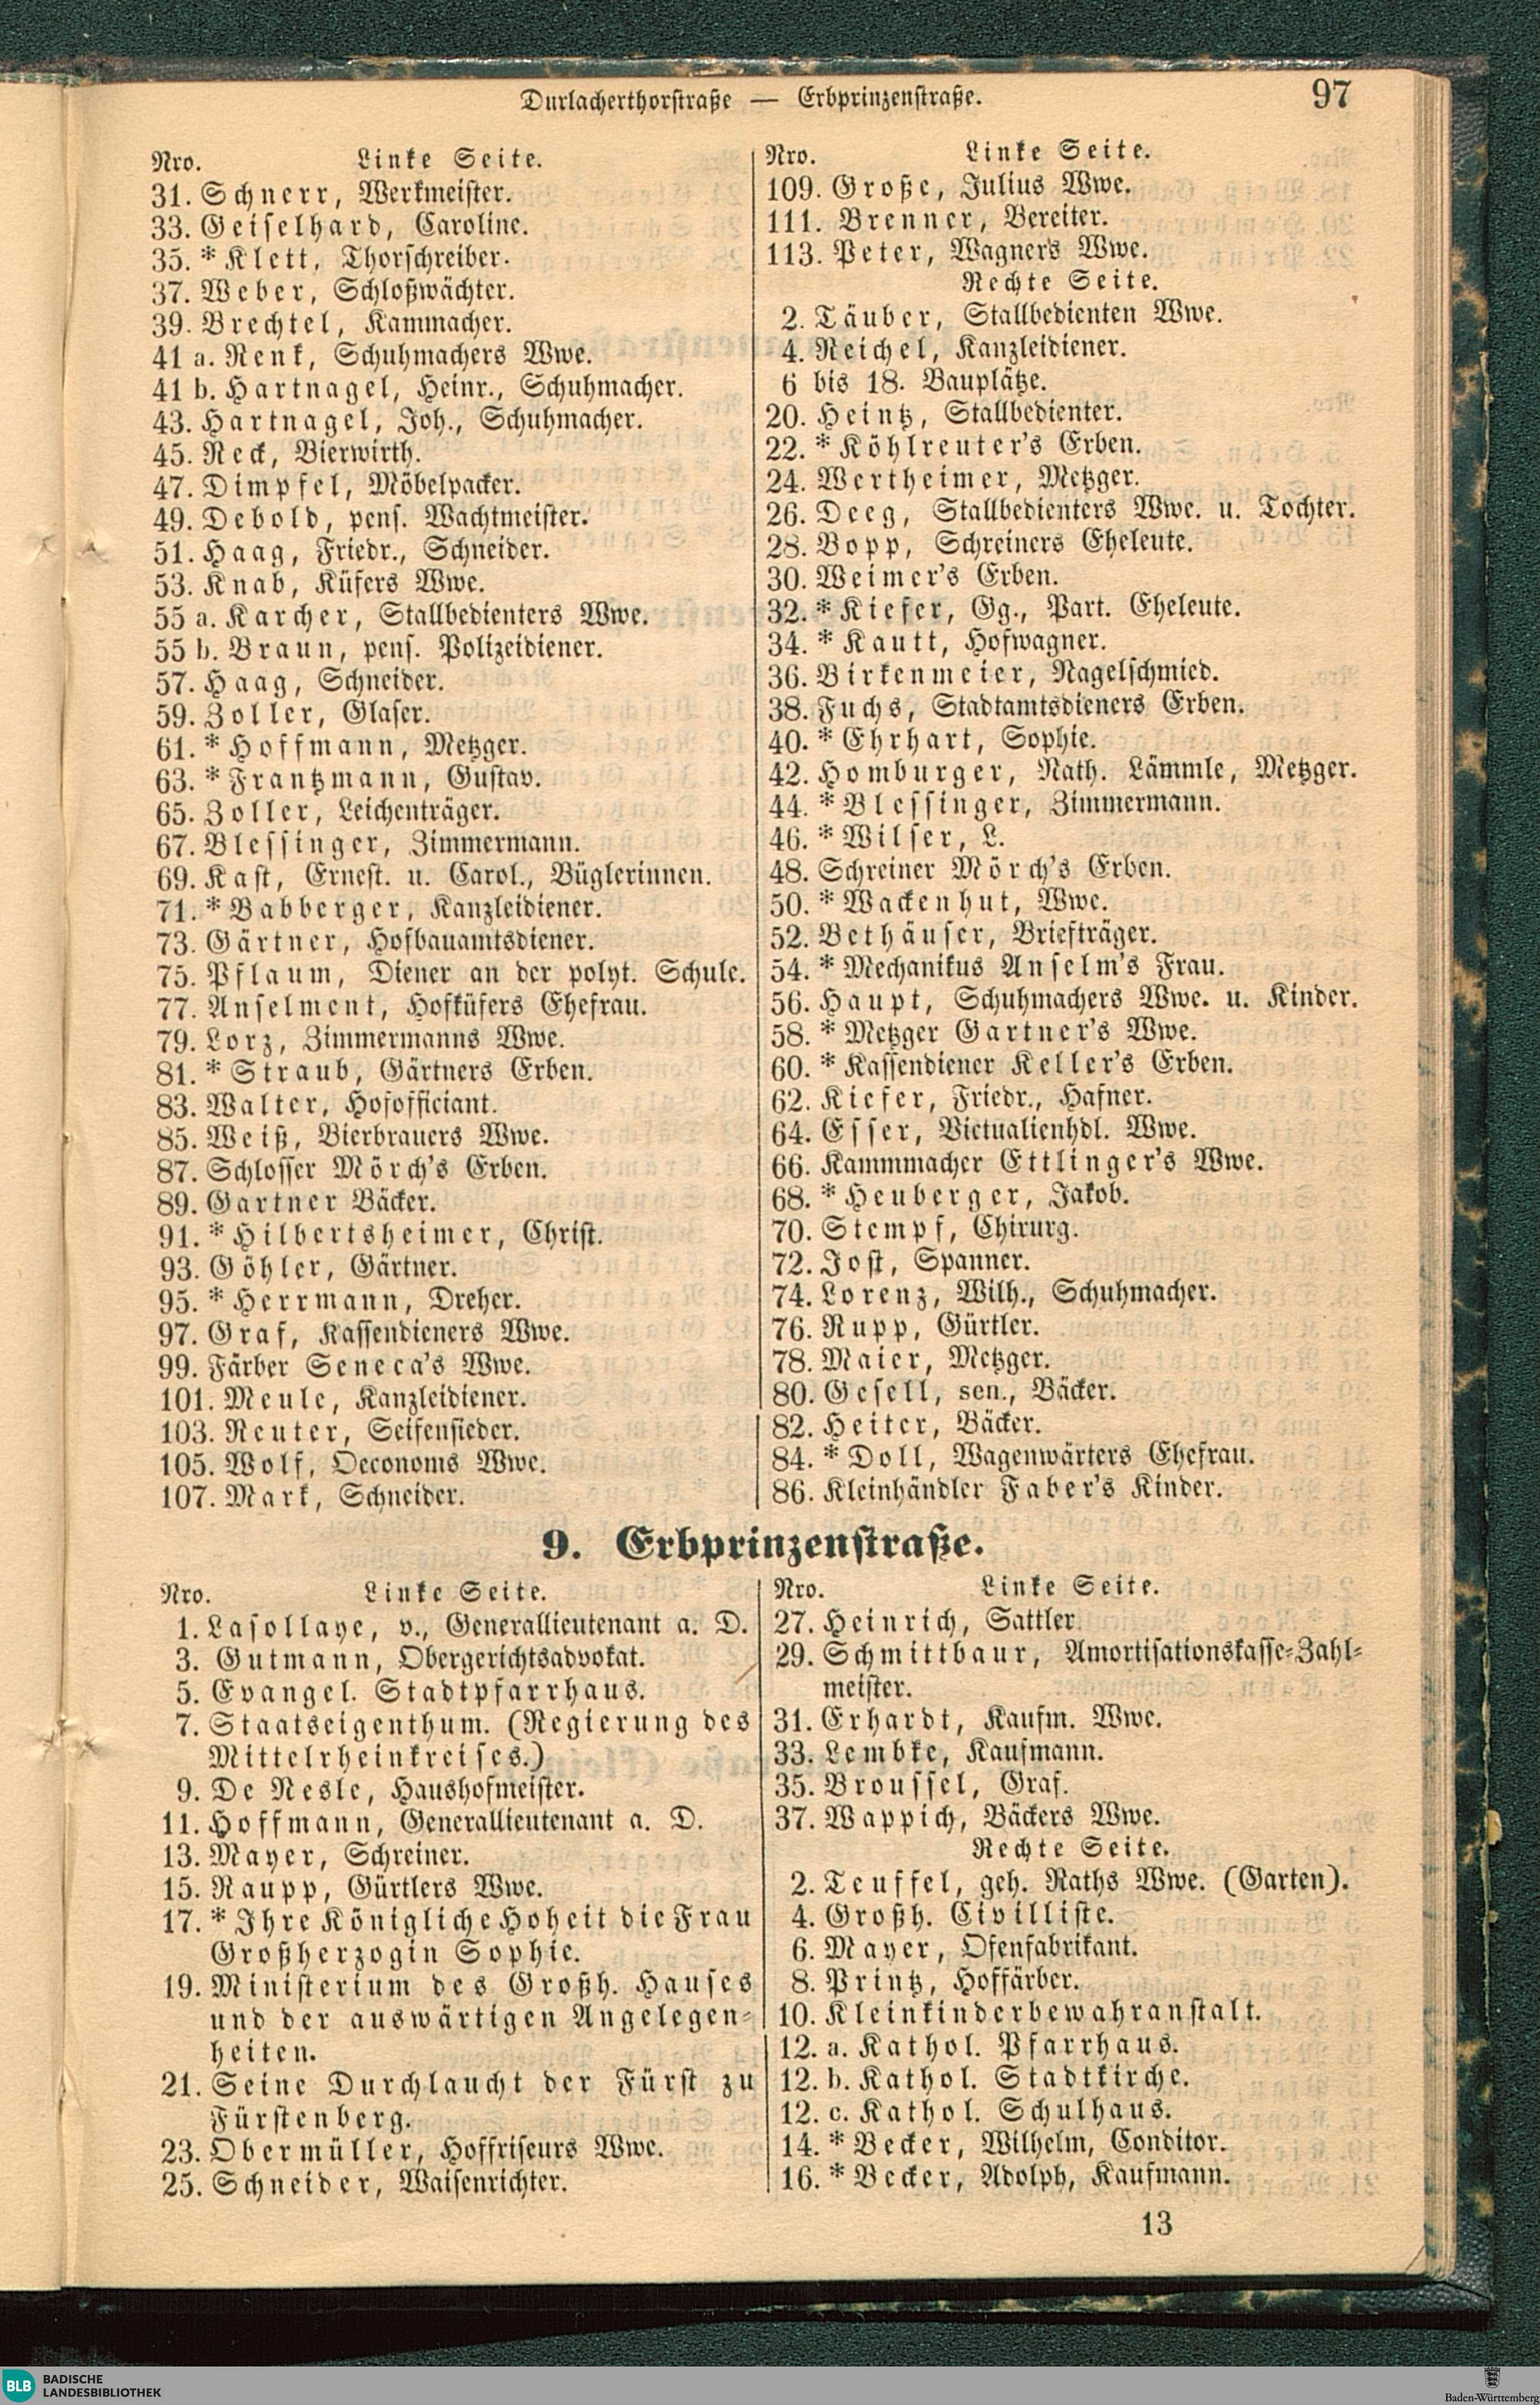 Durlacherthorstraße — Erbprinzenstraße.
97
Nro. Linke Seite.
31. Schnerr, Werkmeister.
33. Geiselhard, Caroline.
35. * Klett, Thorschreiber.
37. Weber, Schloßwächter.
39. Brechtel, Kammacher.
41 a. Renk, Schuhmachers Wwe.
41 b. Hartnagel, Heinr., Schuhmacher.
43. Hartnagel, Joh., Schuhmacher.
45. Reck, Bierwirth.
47. Dimpfel, Möbelpacker.
49. Debold, pens. Wachtmeister.
51. Haag, Friedr., Schneider.
53. Knab, Küfers Wwe.
55 a. Karcher, Stallbedienters Wwe.
55 b. Braun, pens. Polizeidiener.
57. Haag, Schneider.
59. Zoller, Glaser.
61. * Hoffmann, Metzger.
63. * Frantzmann, Gustav.
65. Zoller, Leichenträger.
67. Blessinger, Zimmermann.
69. Kast, Ernest. u. Carol., Büglerinnen.
71. * Babberger, Kanzleidiener.
73. Gärtner, Hofbauamtsdiener.
75. Pflaum, Diener an der polyt. Schule.
77. Anselment, Hofküfers Ehefrau.
79. Lorz, Zimmermanns Wwe.
81. * Straub, Gärtners Erben.
83. Walter, Hofofficiant.
85. Weiß, Bierbrauers Wwe.
87. Schlosser Mörch's Erben.
89. Gartner Bäcker.
91. * Hilbertsheimer, Christ.
93. Göhler, Gärtner.
95. * Herrmann, Dreher.
97. Graf, Kassendieners Wwe.
99. Färber Seneca's Wwe.
101. Meule, Kanzleidiener.
103. Reuter, Seifensieder.
105. Wolf, Oeconoms Wwe.
107. Mark, Schneider.
Nro. Linke Seite.
109. Große, Julius Wwe.
111. Brenner, Bereiter.
113. Peter, Wagners Wwe.
Rechte Seite.
2. Täuber, Stallbedienten Wwe.
4. Reichel, Kanzleidiener.
6 bis 18. Bauplätze.
20. Heintz, Stallbedienter.
22. * Köhlreuter's Erben.
24. Wertheimer, Metzger.
26. Deeg, Stallbedienters Wwe. u. Tochter.
28. Bopp, Schreiners Eheleute.
30. Weimer's Erben.
32. * Kiefer, Gg., Part. Eheleute.
34. * Kautt, Hofwagner.
36. Birkenmeier, Nagelschmied.
38. Fuchs, Stadtamtsdieners Erben.
40. * Ehrhart, Sophie.
42. Homburger, Nath. Lämmle, Metzger.
44. * Blessinger, Zimmermann.
46. * Wilser, L.
48. Schreiner Mörch's Erben.
50. * Wackenhut, Wwe.
52. Bethäuser, Briefträger.
54. * Mechanikus Anselm's Frau.
56. Haupt, Schuhmachers Wwe. u. Kinder.
58. * Metzger Gartner's Wwe.
60. * Kassendiener Keller's Erben.
62. Kiefer, Friedr., Hafner.
64. Esser, Victualienhdl. Wwe.
66. Kammmacher Ettlinger's Wwe.
68. * Heuberger, Jakob.
70. Stempf, Chirurg.
72. Jost, Spanner.
74. Lorenz, Wilh., Schuhmacher.
76. Rupp, Gürtler.
78. Maier, Metzger.
80. Gesell, sen., Bäcker.
82. Heiter, Bäcker.
84. * Doll, Wagenwärters Ehefrau.
86. Kleinhändler Faber's Kinder.
9. Erbprinzenstraße.
Nro. Linke Seite.
1. Lasollaye, v., Generallieutenant a. D.
3. Gutmann, Obergerichtsadvokat.
5. Evangel. Stadtpfarrhaus.
7. Staatseigenthum. (Regierung des
Mittelrheinkreises.)
9. De Nesle, Haushofmeister.
11. Hoffmann, Generallieutenant a. D.
13. Mayer, Schreiner.
15. Raupp, Gürtlers Wwe.
17. * Ihre Königliche Hoheit die Frau
Großherzogin Sophie.
19. Ministerium des Großh. Hauses
und der auswärtigen Angelegen-
heiten.
21. Seine Durchlaucht der Fürst zu
Fürstenberg.
23. Obermüller, Hoffriseurs Wwe.
25. Schneider, Waisenrichter.
Nro. Linke Seite.
27. Heinrich, Sattler
29. Schmittbaur, Amortisationskasse-Zahl-
meister.
31. Erhardt, Kaufm. Wwe.
33. Lembke, Kaufmann.
35. Broussel, Graf.
37. Wappich, Bäckers Wwe.
Rechte Seite.
2. Teuffel, geh. Raths Wwe. (Garten).
4. Großh. Civilliste.
6. Mayer, Ofenfabrikant.
8. Printz, Hoffärber.
10. Kleinkinderbewahranstalt.
12. a. Kathol. Pfarrhaus.
12. b. Kathol. Stadtkirche.
12. c. Kathol. Schulhaus.
14. * Becker, Wilhelm, Conditor.
16. * Becker, Adolph, Kaufmann.
13
BLB BADISCHE
LANDESBIBLIOTHEK
Baden-Württemberg